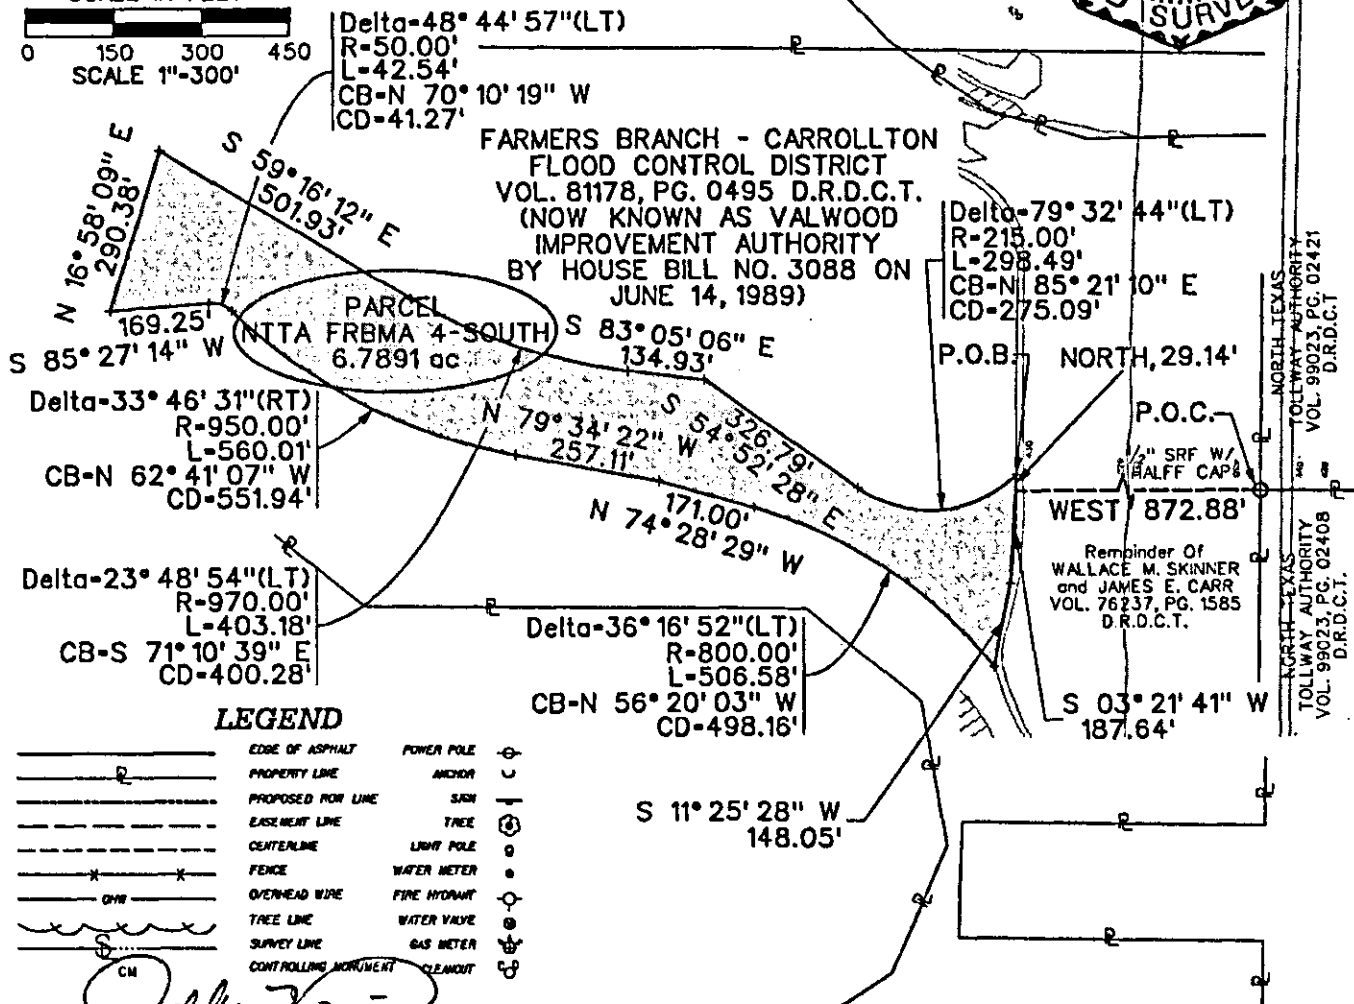 0 150 300 450
SCALE 1"-300'
SURVE
Delta-48° 44' 57"(LT)
R-50.00'
L-42.54'
CB-N 70° 10' 19" W
CD-41.27'
FARMERS BRANCH - CARROLLTON
FLOOD CONTROL DISTRICT
VOL. 81178, PG. 0495 D.R.D.C.T.
(NOW KNOWN AS VALWOOD
IMPROVEMENT AUTHORITY
BY HOUSE BILL NO. 3088 ON
JUNE 14, 1989)
N 16° 58' 09" E
290.38'
S 59° 16' 12" E
501.93'
Delta-79° 32' 44"(LT)
R-215.00'
L-298.49'
CB-N 85° 21' 10" E
CD-275.09'
169.25'
S 85° 27' 14" W
PARCEL
NTTA FRBMA 4-SOUTH
6.7891 ac
S 83° 05' 06" E
134.93'
P.O.B.
NORTH, 29.14'
P.O.C.
NORTH TEXAS
TOLLWAY AUTHORITY
VOL. 99023, PG. 02421
D.R.D.C.T
Delta-33° 46' 31"(RT)
R-950.00'
L-560.01'
CB-N 62° 41' 07" W
CD-551.94'
N 79° 34' 22" W
257.11'
326.79'
S 54° 52' 28" E
1/2" SRF W/
HALFF CAP
WEST 872.88'
171.00'
N 74° 28' 29" W
Remainder Of
WALLACE M. SKINNER
and JAMES E. CARR
VOL. 76237, PG. 1585
D.R.D.C.T.
NORTH TEXAS
TOLLWAY AUTHORITY
VOL. 99023, PG. 02408
D.R.D.C.T.
Delta-23° 48' 54"(LT)
R-970.00'
L-403.18'
CB-S 71° 10' 39" E
CD-400.28'
Delta-36° 16' 52"(LT)
R-800.00'
L-506.58'
CB-N 56° 20' 03" W
CD-498.16'
S 03° 21' 41" W
187.64'
S 11° 25' 28" W
148.05'
LEGEND
EDGE OF ASPHALT POWER POLE
PROPERTY LINE ANCHOR
PROPOSED ROW LINE SIGN
EASEMENT LINE TREE
CENTERLINE LIGHT POLE
FENCE WATER METER
OHW OVERHEAD WIRE FIRE HYDRANT
TREE LINE WATER VALVE
SURVEY LINE GAS METER
CM CONTROLLING MONUMENT CLEANOUT